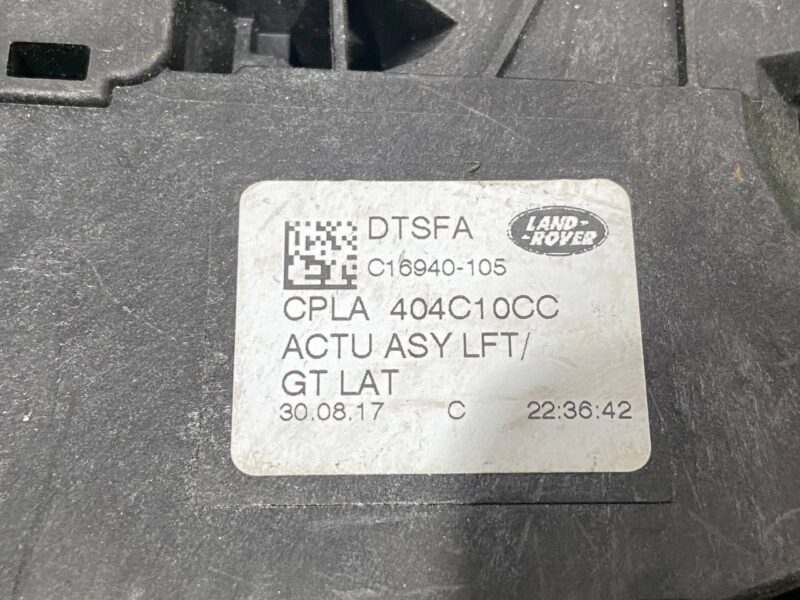 DTSFA
LAND-
-ROVER
C16940-105
CPLA 404C10CC
ACTU ASY LFT/
GT LAT
30.08.17 C 22:36:42